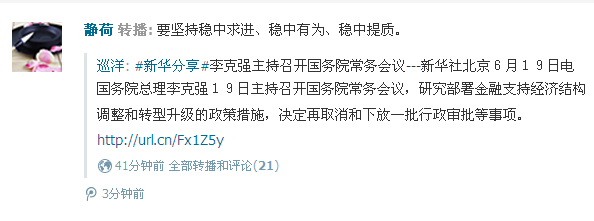 静荷 转播: 要坚持稳中求进、稳中有为、稳中提质。
巡洋: #新华分享#李克强主持召开国务院常务会议---新华社北京６月１９日电
国务院总理李克强１９日主持召开国务院常务会议，研究部署金融支持经济结构
调整和转型升级的政策措施，决定再取消和下放一批行政审批等事项。
http://url.cn/Fx1Z5y
41分钟前 全部转播和评论(21)
3分钟前